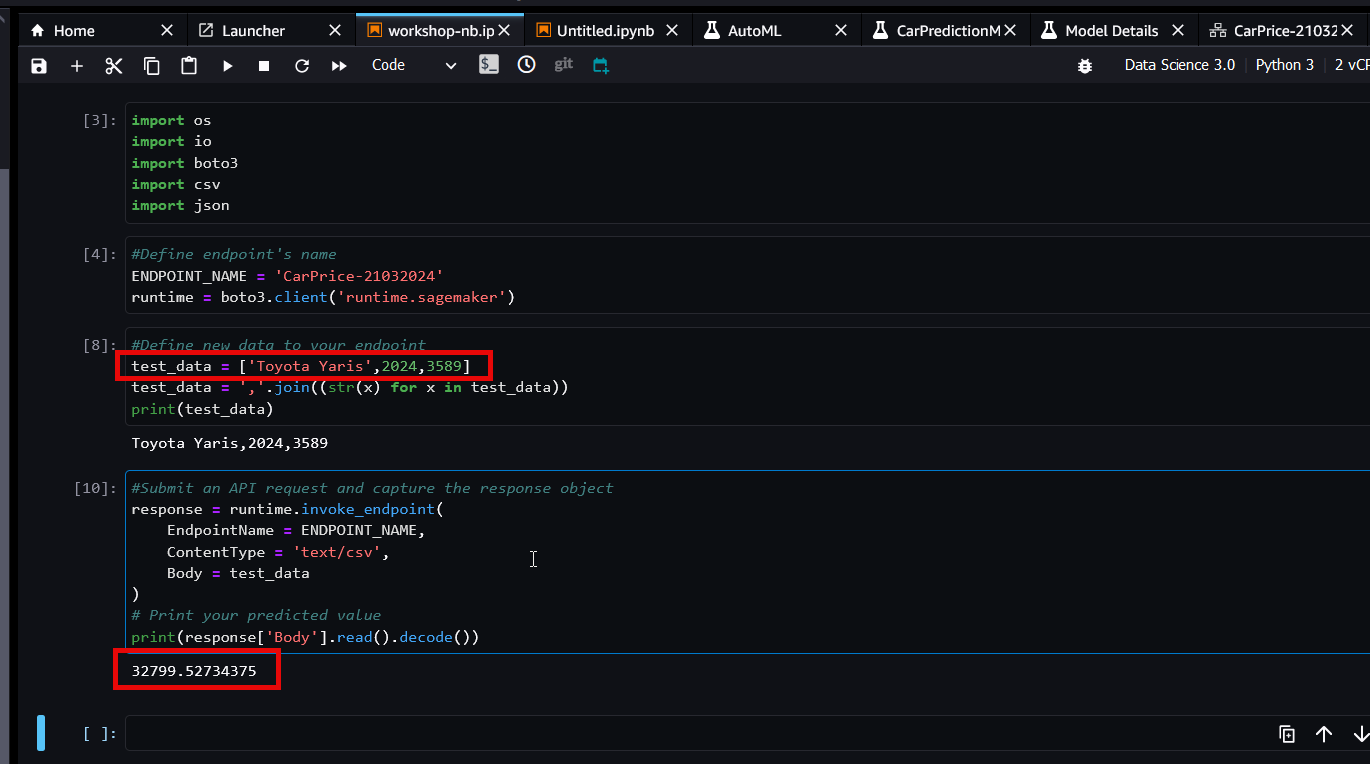 Home Launcher workshop-nb.ip Untitled.ipynb AutoML CarPredictionM Model Details CarPrice-21032
Code $_ git Data Science 3.0 Python 3 2 vCP
[3]: import os
import io
import boto3
import csv
import json
[4]: #Define endpoint's name
ENDPOINT_NAME = 'CarPrice-21032024'
runtime = boto3.client('runtime.sagemaker')
[8]: #Define new data to your endpoint
test_data = ['Toyota Yaris',2024,3589]
test_data = ','.join((str(x) for x in test_data))
print(test_data)
Toyota Yaris,2024,3589
[10]: #Submit an API request and capture the response object
response = runtime.invoke_endpoint(
    EndpointName = ENDPOINT_NAME,
    ContentType = 'text/csv',
    Body = test_data
)
# Print your predicted value
print(response['Body'].read().decode())
32799.52734375
[ ]: